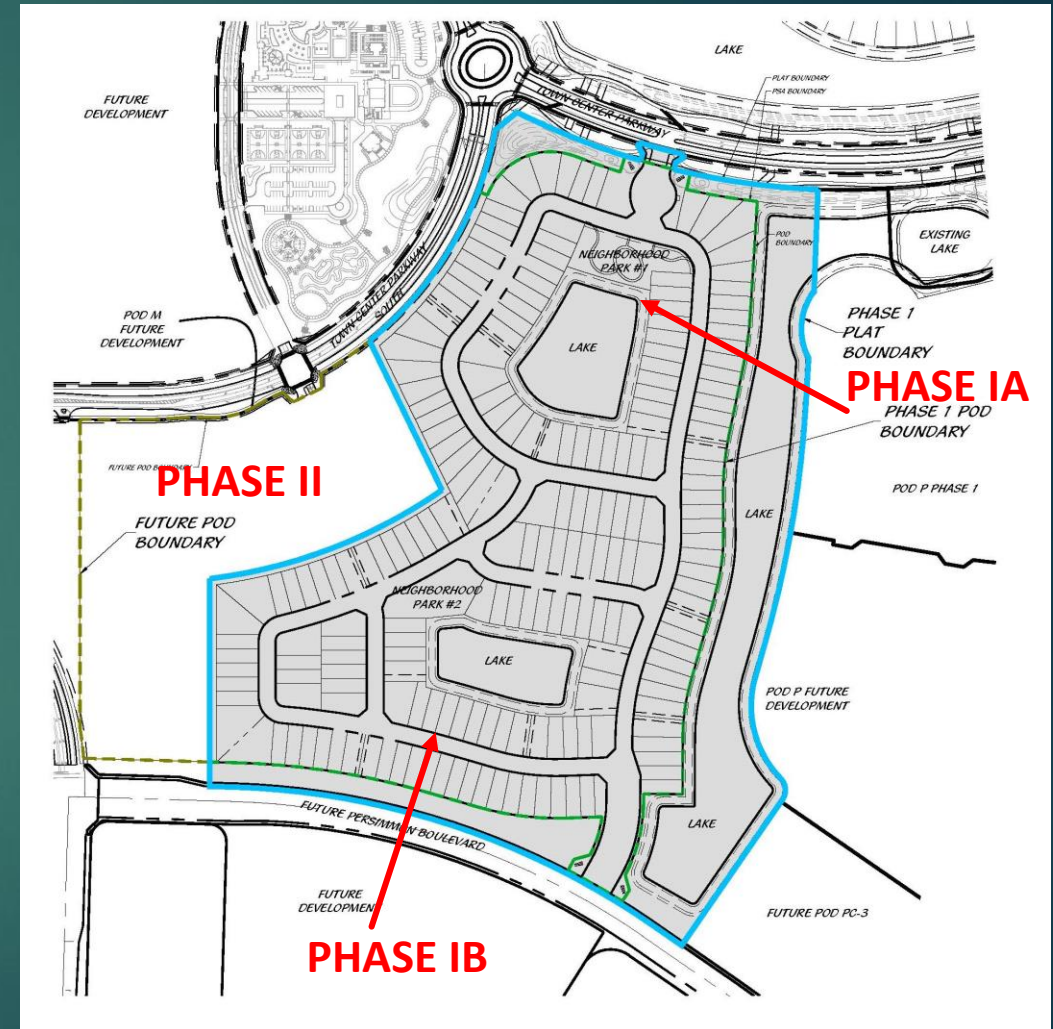 LAKE
PLAT BOUNDARY
PSA BOUNDARY
FUTURE
DEVELOPMENT
TOWN CENTER PARKWAY
EXISTING
LAKE
POD
BOUNDARY
NEIGHBORHOOD
PARK #1
TOWN CENTER PARKWAY
SOUTH
POD M
FUTURE
DEVELOPMENT
LAKE
PHASE 1
PLAT
BOUNDARY
PHASE IA
PHASE 1 POD
BOUNDARY
FUTURE POD BOUNDARY
PHASE II
POD P PHASE 1
LAKE
FUTURE POD
BOUNDARY
NEIGHBORHOOD
PARK #2
LAKE
POD P FUTURE
DEVELOPMENT
LAKE
FUTURE PERSIMMON BOULEVARD
FUTURE
DEVELOPMENT
FUTURE POD PC-3
PHASE IB